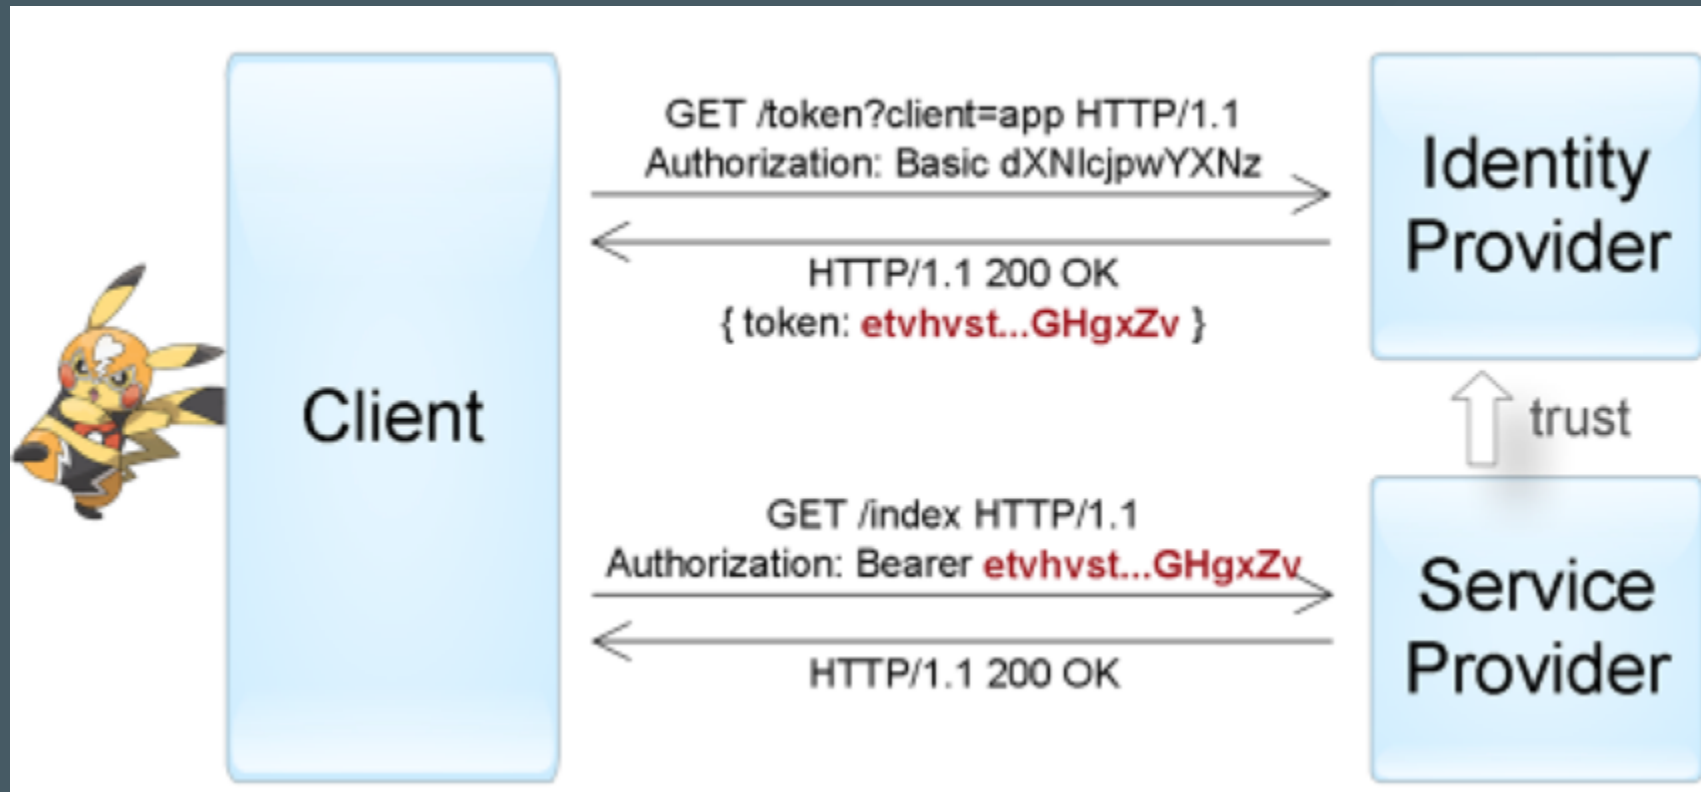 GET /token?client=app HTTP/1.1
Authorization: Basic dXNlcjpwYXNz
HTTP/1.1 200 OK
{ token: etvhvst...GHgxZv }
Identity
Provider
Client
trust
GET /index HTTP/1.1
Authorization: Bearer etvhvst...GHgxZv
HTTP/1.1 200 OK
Service
Provider